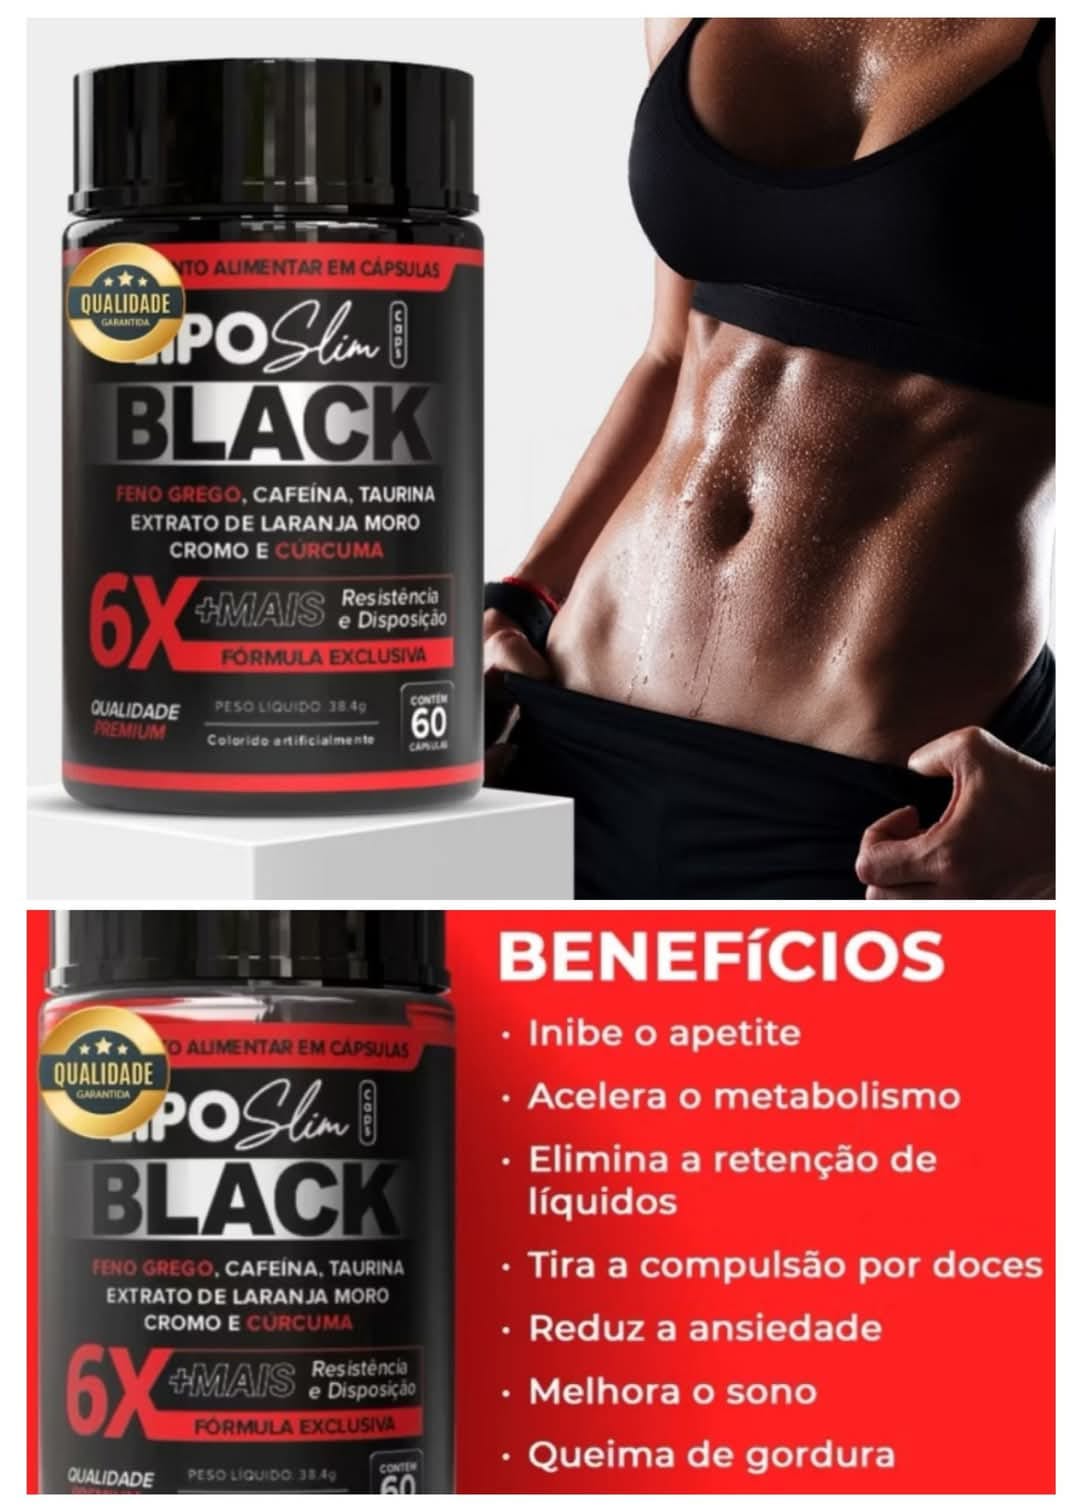 NTO ALIMENTAR EM CÁPSULAS
QUALIDADE
GARANTIDA
LIPO Slim caps
BLACK
FENO GREGO, CAFEÍNA, TAURINA
EXTRATO DE LARANJA MORO
CROMO E CÚRCUMA
6X +MAIS Resistência
e Disposição
FÓRMULA EXCLUSIVA
QUALIDADE
PREMIUM
PESO LÍQUIDO 38.4g
Colorido artificialmente
CONTÉM
60
CÁPSULAS
O ALIMENTAR EM CÁPSULAS
QUALIDADE
GARANTIDA
LIPO Slim caps
BLACK
FENO GREGO, CAFEÍNA, TAURINA
EXTRATO DE LARANJA MORO
CROMO E CÚRCUMA
6X +MAIS Resistência
e Disposição
FÓRMULA EXCLUSIVA
QUALIDADE
PESO LÍQUIDO 38.4g
CONTÉM
60
BENEFíCIOS
· Inibe o apetite
· Acelera o metabolismo
· Elimina a retenção de
líquidos
· Tira a compulsão por doces
· Reduz a ansiedade
· Melhora o sono
· Queima de gordura